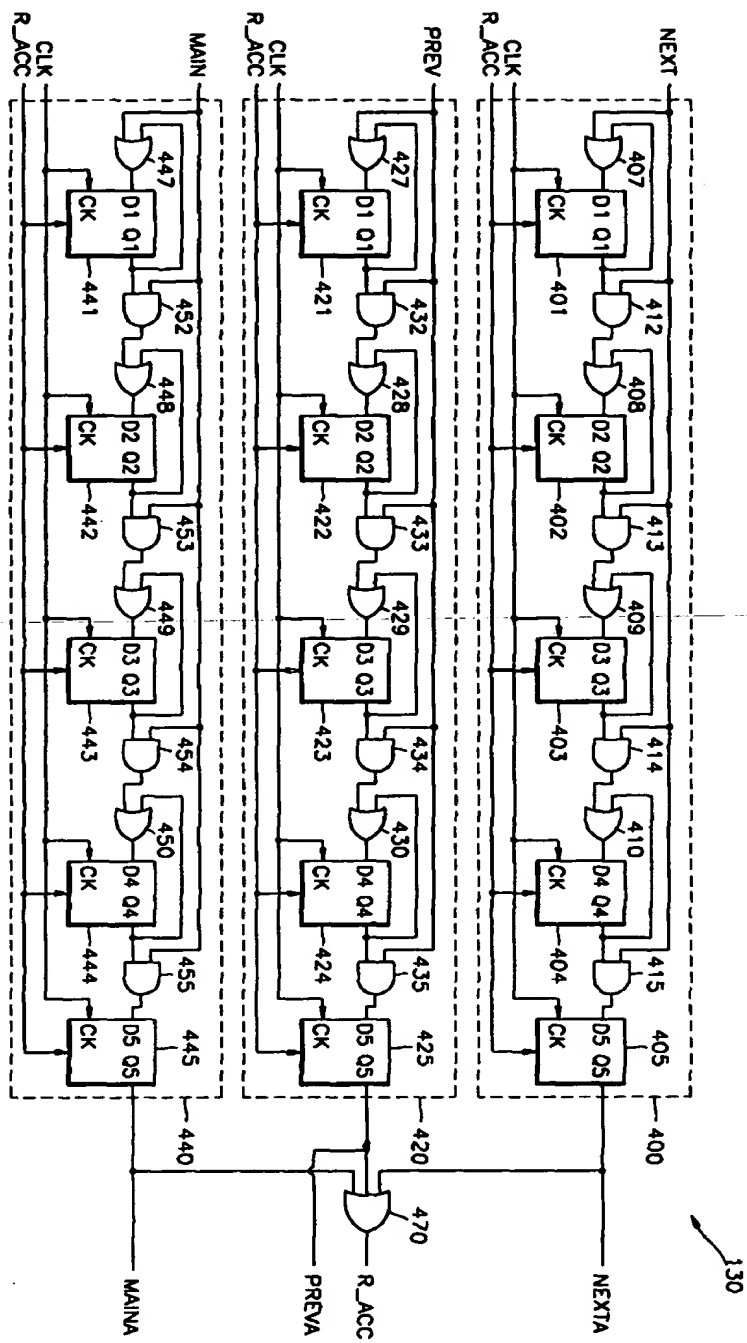 130
NEXT
407
412
408
413
409
414
410
415
D1 Q1
D2 Q2
D3 Q3
D4 Q4
D5 Q5
CK
CK
CK
CK
CK
401
402
403
404
405
CLK
R_ACC
400
NEXTA
PREV
427
432
428
433
429
434
430
435
D1 Q1
D2 Q2
D3 Q3
D4 Q4
D5 Q5
CK
CK
CK
CK
CK
421
422
423
424
425
CLK
R_ACC
420
470
R_ACC
PREVA
MAIN
447
452
448
453
449
454
450
455
D1 Q1
D2 Q2
D3 Q3
D4 Q4
D5 Q5
CK
CK
CK
CK
CK
441
442
443
444
445
CLK
R_ACC
440
MAINA